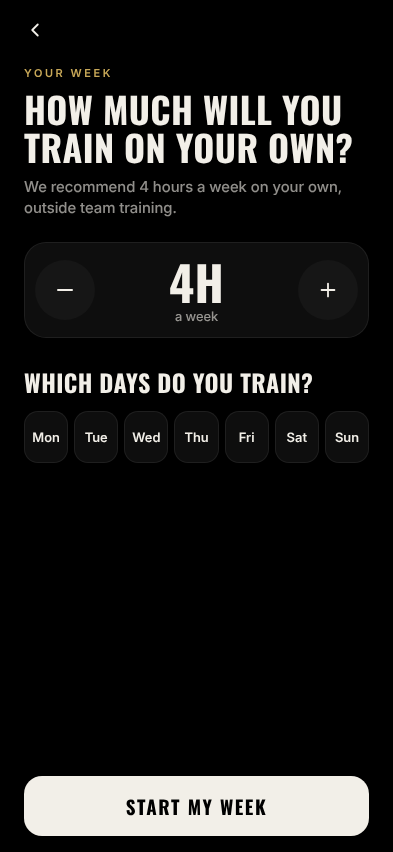 YOUR WEEK
HOW MUCH WILL YOU
TRAIN ON YOUR OWN?
We recommend 4 hours a week on your own,
outside team training.
4H
a week
WHICH DAYS DO YOU TRAIN?
Mon Tue Wed Thu Fri Sat Sun
START MY WEEK